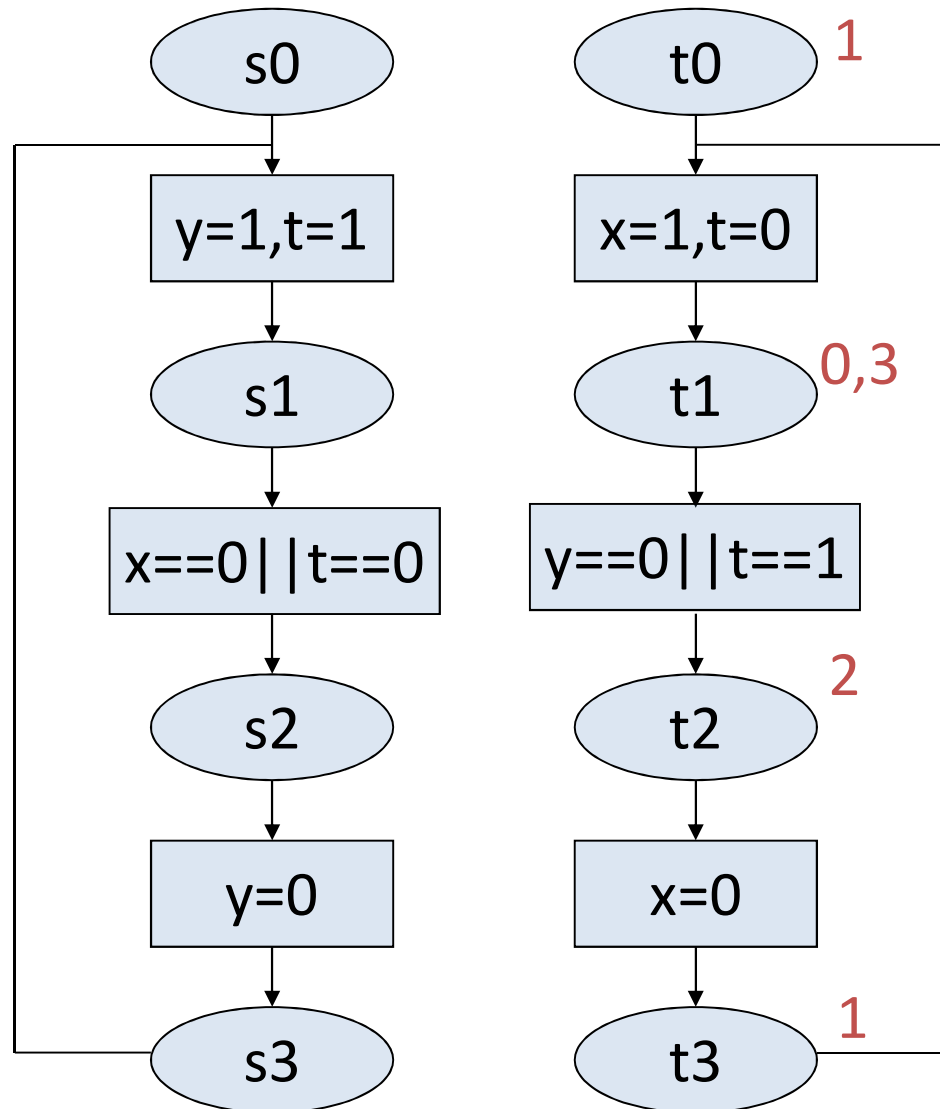 s0
y=1,t=1
s1
x==0||t==0
s2
y=0
s3
t0
1
x=1,t=0
t1
0,3
y==0||t==1
t2
2
x=0
t3
1